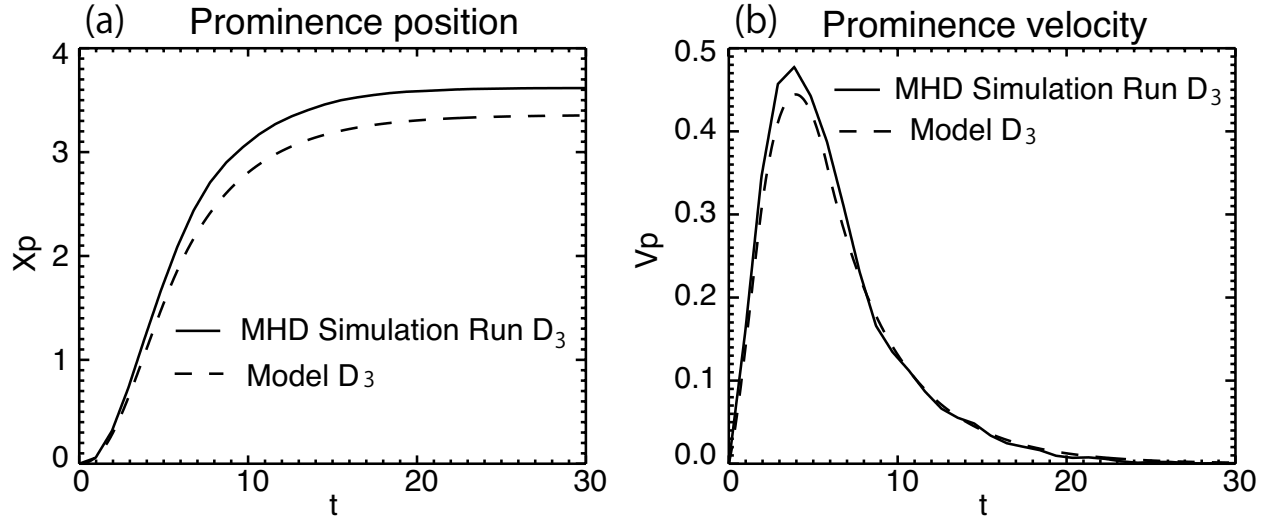 (a) Prominence position
4
3
2
1
0
Xp
MHD Simulation Run D₃
Model D₃
0 10 20 30
t
(b) Prominence velocity
0.5
0.4
0.3
0.2
0.1
0.0
Vp
MHD Simulation Run D₃
Model D₃
0 10 20 30
t